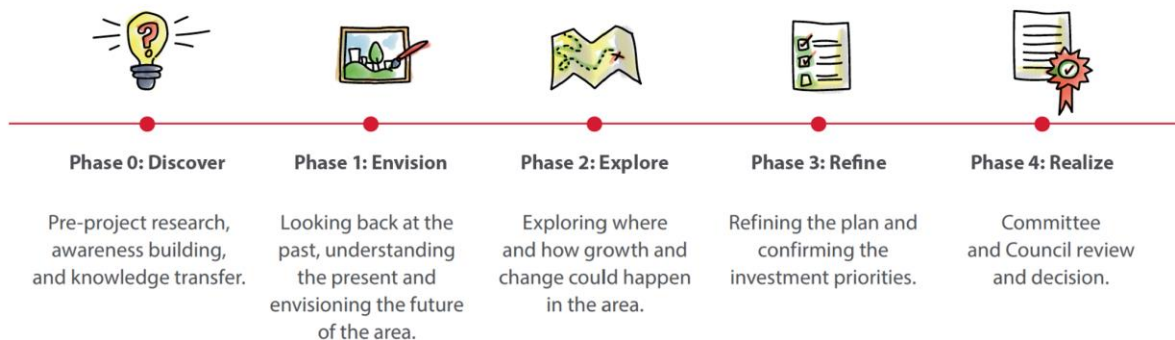 Phase 0: Discover
Pre-project research,
awareness building,
and knowledge transfer.
Phase 1: Envision
Looking back at the
past, understanding
the present and
envisioning the future
of the area.
Phase 2: Explore
Exploring where
and how growth and
change could happen
in the area.
Phase 3: Refine
Refining the plan and
confirming the
investment priorities.
Phase 4: Realize
Committee
and Council review
and decision.